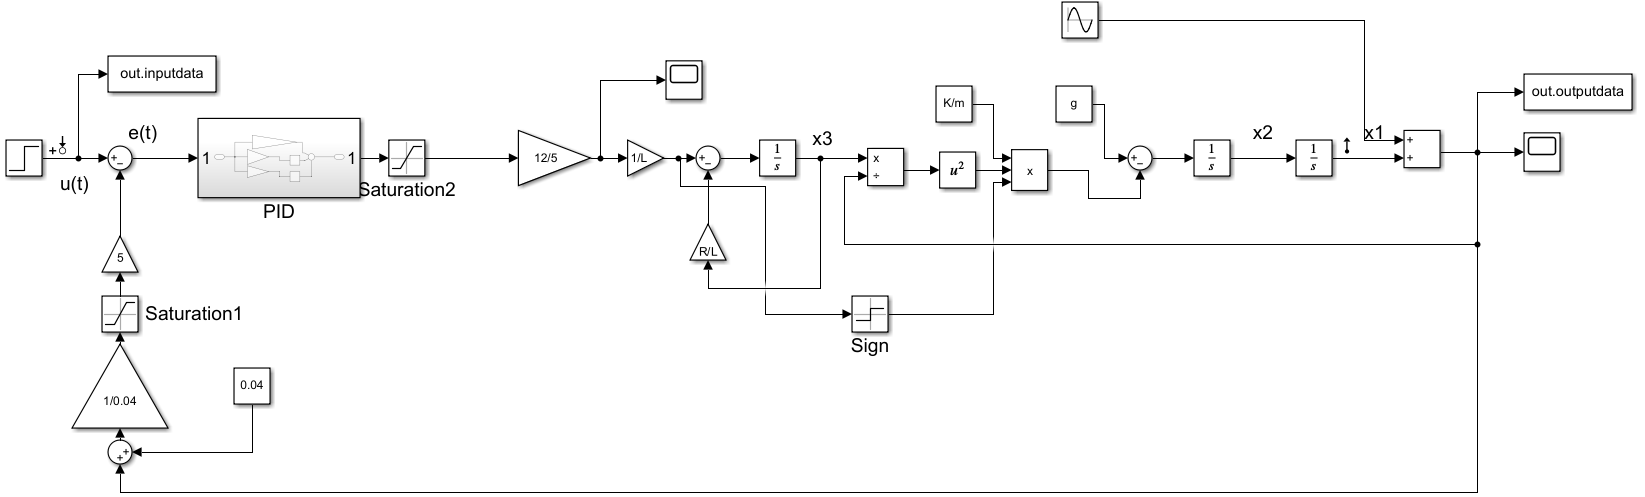 out.inputdata
out.outputdata
e(t)
u(t)
1
1
PID
Saturation2
12/5
1/L
1
s
x3
R/L
K/m
g
x
÷
u²
x
1
s
x2
1
s
x1
+
+
5
Saturation1
1/0.04
0.04
Sign